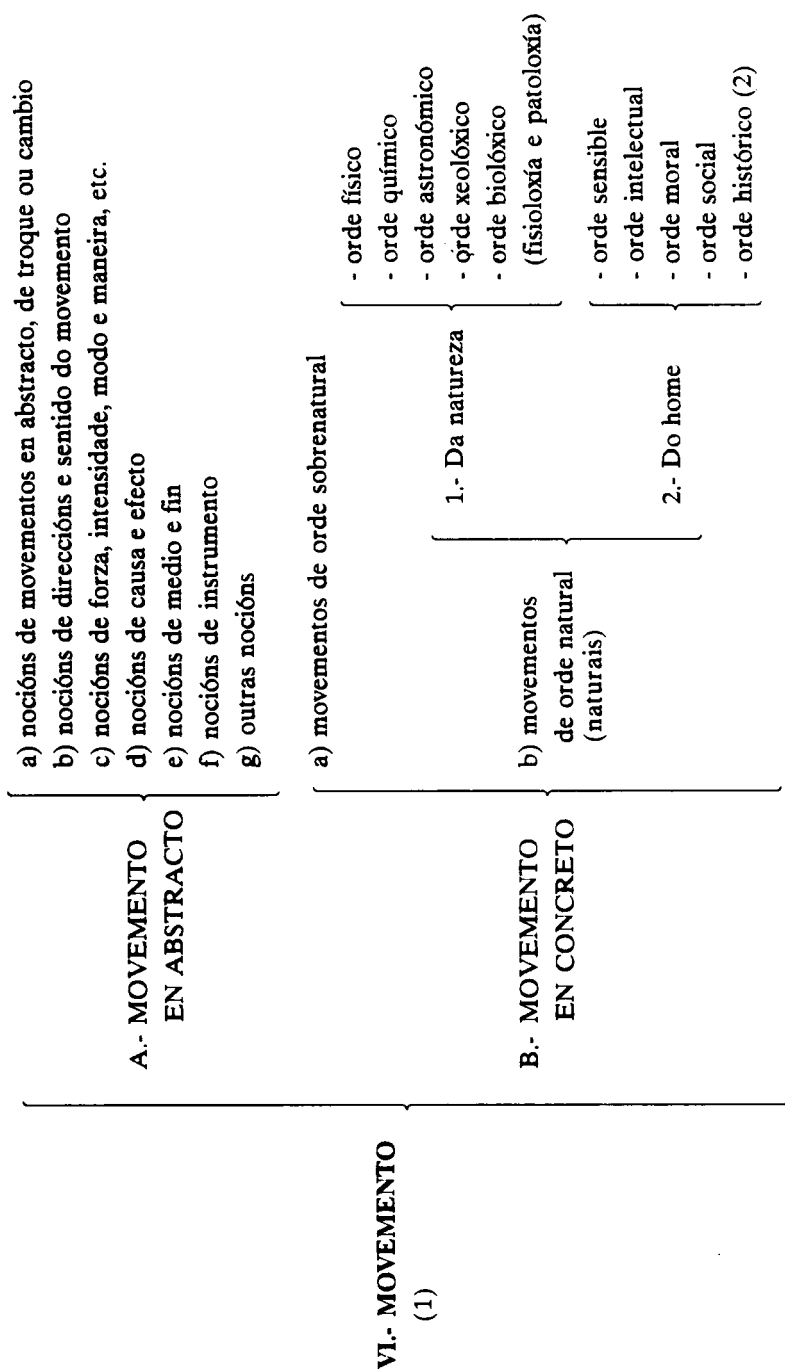 VI.- MOVEMENTO
(1)
A.- MOVEMENTO
EN ABSTRACTO
a) nocións de movementos en abstracto, de troque ou cambio
b) nocións de direccións e sentido do movemento
c) nocións de forza, intensidade, modo e maneira, etc.
d) nocións de causa e efecto
e) nocións de medio e fin
f) nocións de instrumento
g) outras nocións
B.- MOVEMENTO
EN CONCRETO
a) movementos de orde sobrenatural
b) movementos
de orde natural
(naturais)
1.- Da natureza
- orde físico
- orde químico
- orde astronómico
- orde xeolóxico
- orde biolóxico
(fisioloxía e patoloxía)
2.- Do home
- orde sensible
- orde intelectual
- orde moral
- orde social
- orde histórico (2)